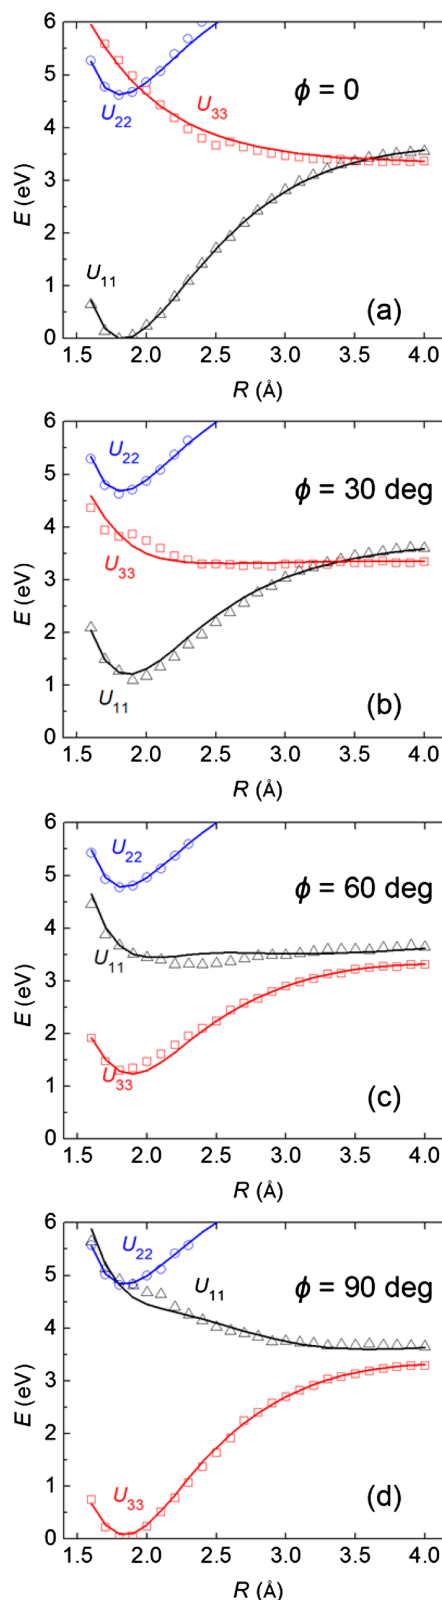 6
5
4
3
2
1
0
E (eV)
U22
U33
U11
ϕ = 0
(a)
1.5 2.0 2.5 3.0 3.5 4.0
R (Å)
6
5
4
3
2
1
0
E (eV)
U22
U33
U11
ϕ = 30 deg
(b)
1.5 2.0 2.5 3.0 3.5 4.0
R (Å)
6
5
4
3
2
1
0
E (eV)
U22
U11
U33
ϕ = 60 deg
(c)
1.5 2.0 2.5 3.0 3.5 4.0
R (Å)
6
5
4
3
2
1
0
E (eV)
U22
U11
U33
ϕ = 90 deg
(d)
1.5 2.0 2.5 3.0 3.5 4.0
R (Å)